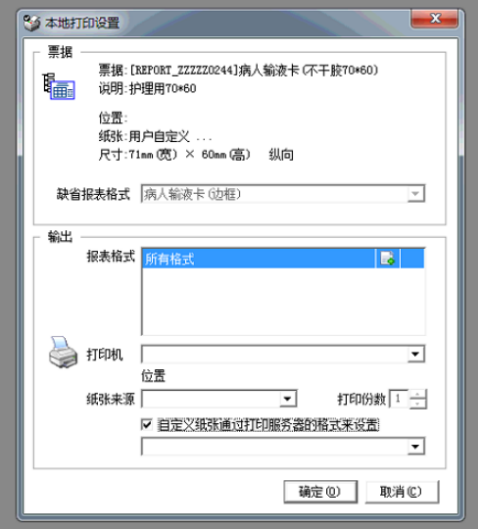 本地打印设置
票据
票据:[REPORT_ZZZZZ0244]病人输液卡(不干胶70*60)
说明:护理用70*60
位置:
纸张:用户自定义 ...
尺寸:71mm(宽) × 60mm(高) 纵向
缺省报表格式 病人输液卡(边框)
输出
报表格式 所有格式
打印机
位置
纸张来源 打印份数 1
自定义纸张通过打印服务器的格式来设置
确定(O) 取消(C)